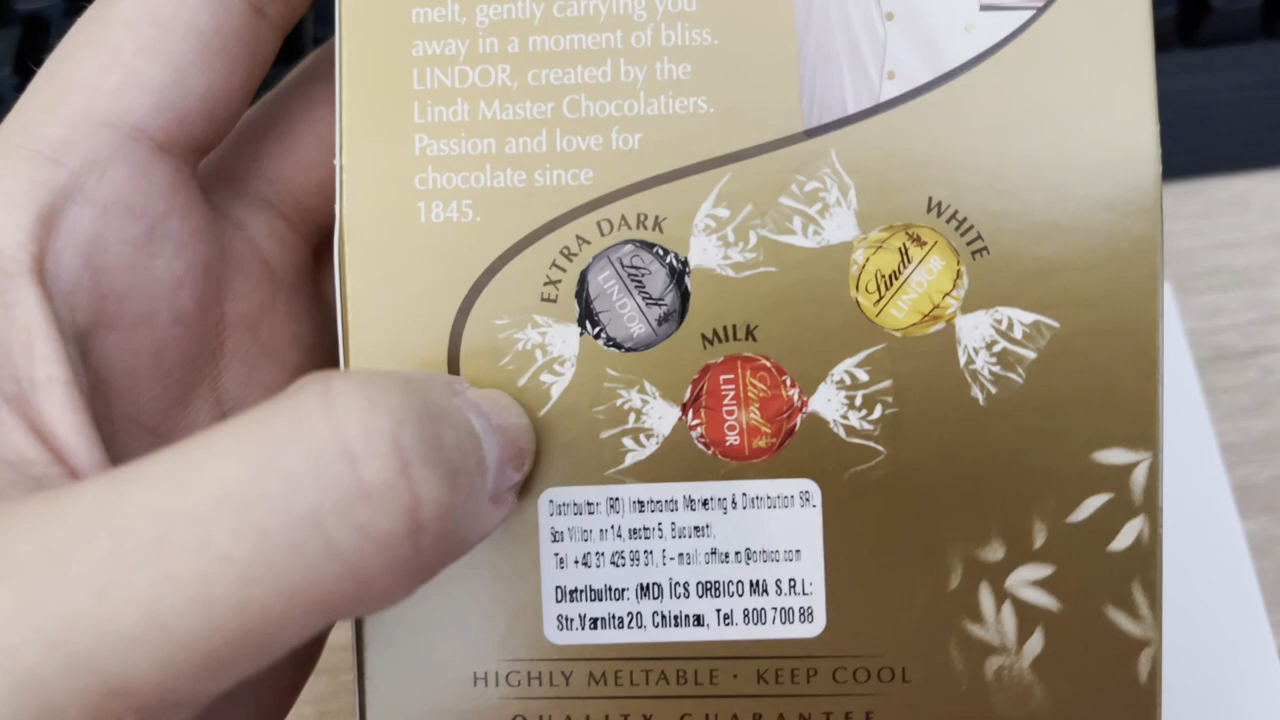 melt, gently carrying you
away in a moment of bliss.
LINDOR, created by the
Lindt Master Chocolatiers.
Passion and love for
chocolate since
1845.
EXTRA DARK
Lindt
LINDOR
WHITE
Lindt
LINDOR
MILK
Lindt
LINDOR
Distribuitor: (RO) Interbrands Marketing & Distribution SRL
Sos Viilor, nr 14, sector 5, Bucuresti,
Tel +40 31 425 99 31, E-mail: office.ro@orbico.com
Distribuitor: (MD) ÎCS ORBICO MA S.R.L:
Str.Varnita 20, Chisinau, Tel. 800 700 88
HIGHLY MELTABLE · KEEP COOL
QUALITY GUARANTEE